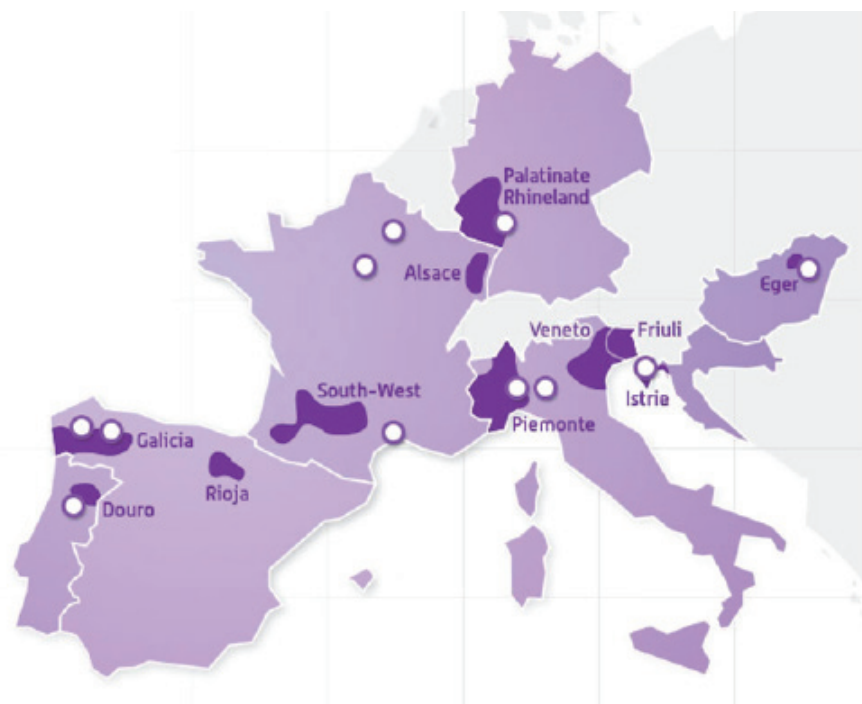 Palatinate
Rhineland
Alsace
Eger
Veneto
Friuli
Istrie
South-West
Piemonte
Galicia
Rioja
Douro